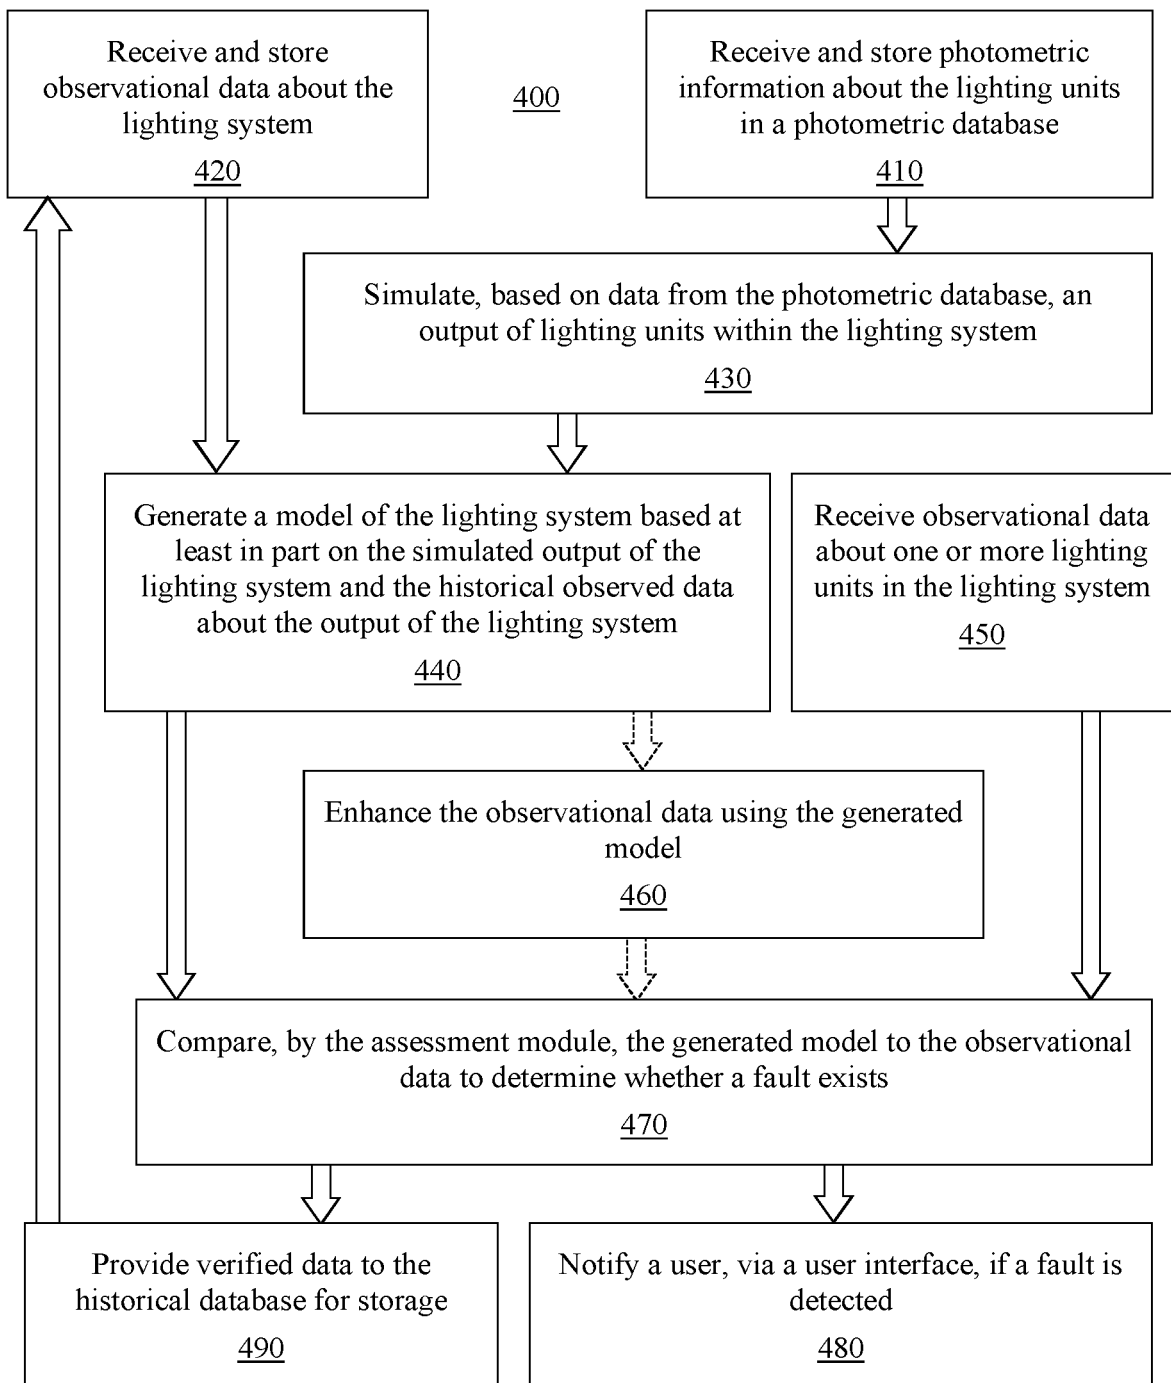 Receive and store
observational data about the
lighting system
420
400
Receive and store photometric
information about the lighting units
in a photometric database
410
Simulate, based on data from the photometric database, an
output of lighting units within the lighting system
430
Generate a model of the lighting system based at
least in part on the simulated output of the
lighting system and the historical observed data
about the output of the lighting system
440
Receive observational data
about one or more lighting
units in the lighting system
450
Enhance the observational data using the generated
model
460
Compare, by the assessment module, the generated model to the observational
data to determine whether a fault exists
470
Provide verified data to the
historical database for storage
490
Notify a user, via a user interface, if a fault is
detected
480